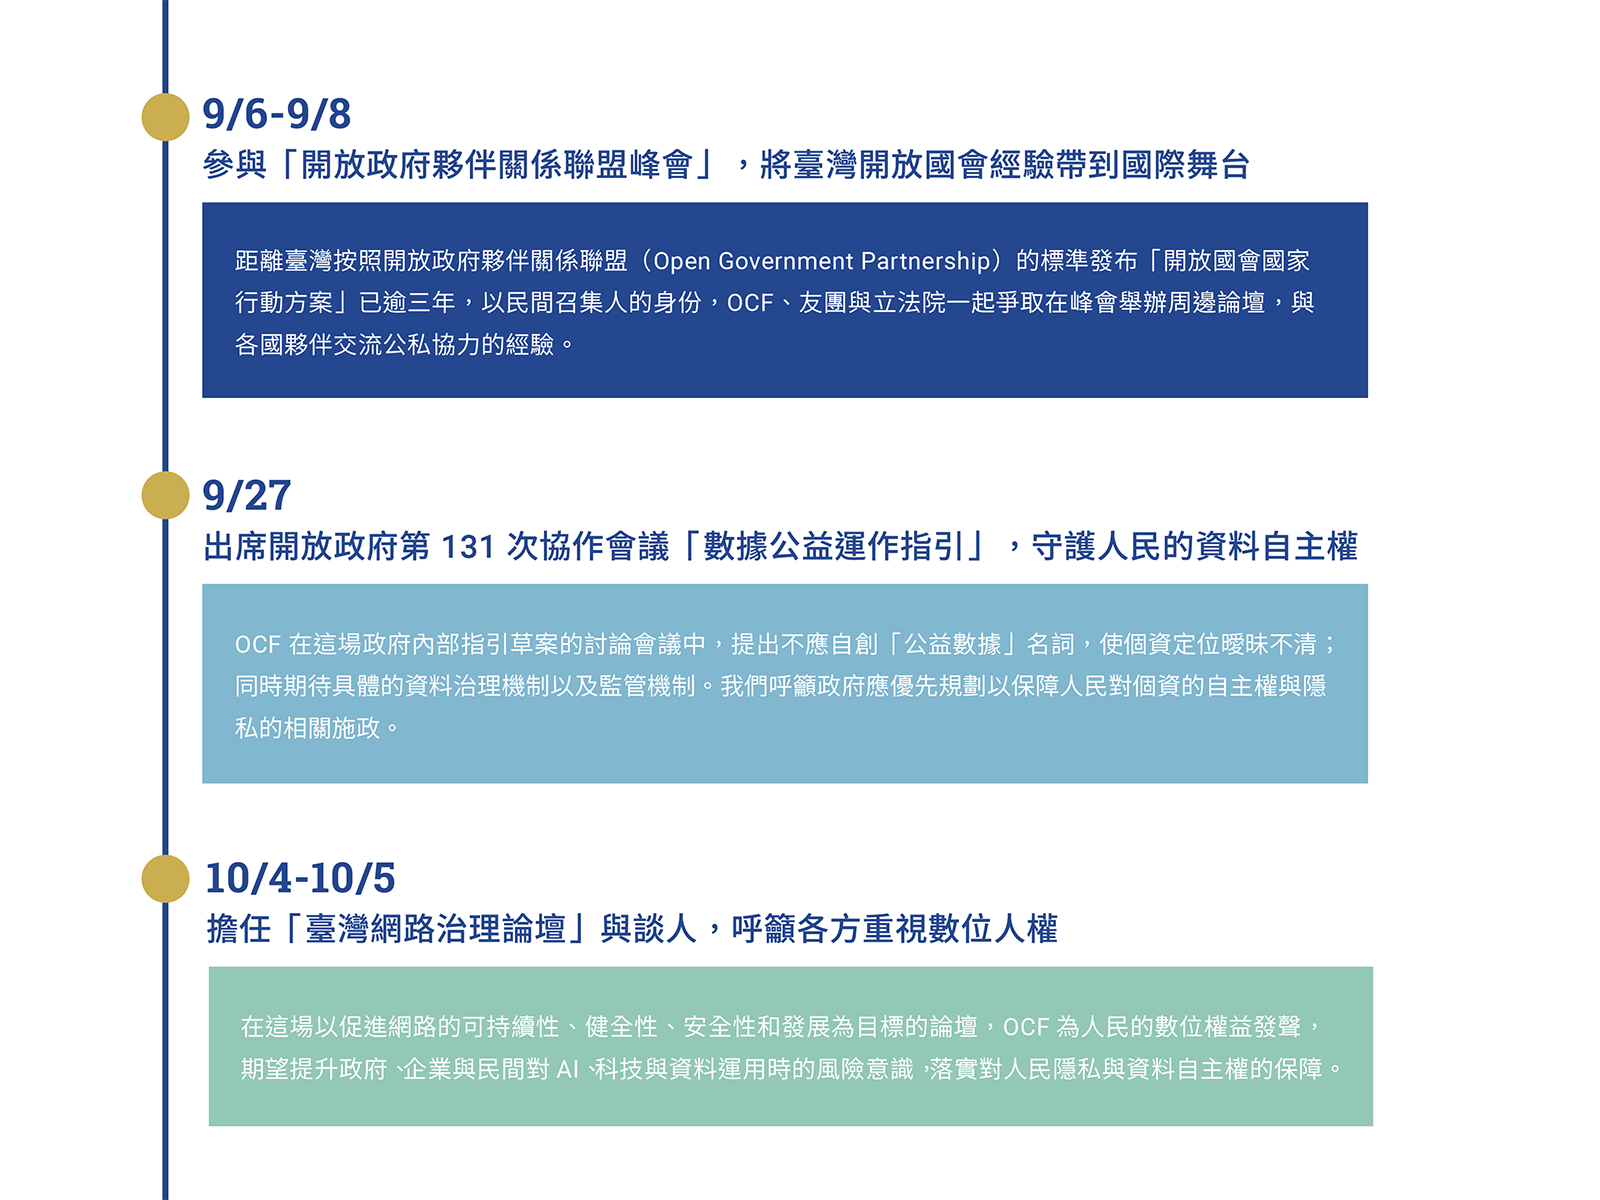 9/6-9/8
參與「開放政府夥伴關係聯盟峰會」，將臺灣開放國會經驗帶到國際舞台
距離臺灣按照開放政府夥伴關係聯盟（Open Government Partnership）的標準發布「開放國會國家
行動方案」已逾三年，以民間召集人的身份，OCF、友團與立法院一起爭取在峰會舉辦周邊論壇，與
各國夥伴交流公私協力的經驗。
9/27
出席開放政府第 131 次協作會議「數據公益運作指引」，守護人民的資料自主權
OCF 在這場政府內部指引草案的討論會議中，提出不應自創「公益數據」名詞，使個資定位曖昧不清；
同時期待具體的資料治理機制以及監管機制。我們呼籲政府應優先規劃以保障人民對個資的自主權與隱
私的相關施政。
10/4-10/5
擔任「臺灣網路治理論壇」與談人，呼籲各方重視數位人權
在這場以促進網路的可持續性、健全性、安全性和發展為目標的論壇，OCF 為人民的數位權益發聲，
期望提升政府、企業與民間對 AI、科技與資料運用時的風險意識，落實對人民隱私與資料自主權的保障。